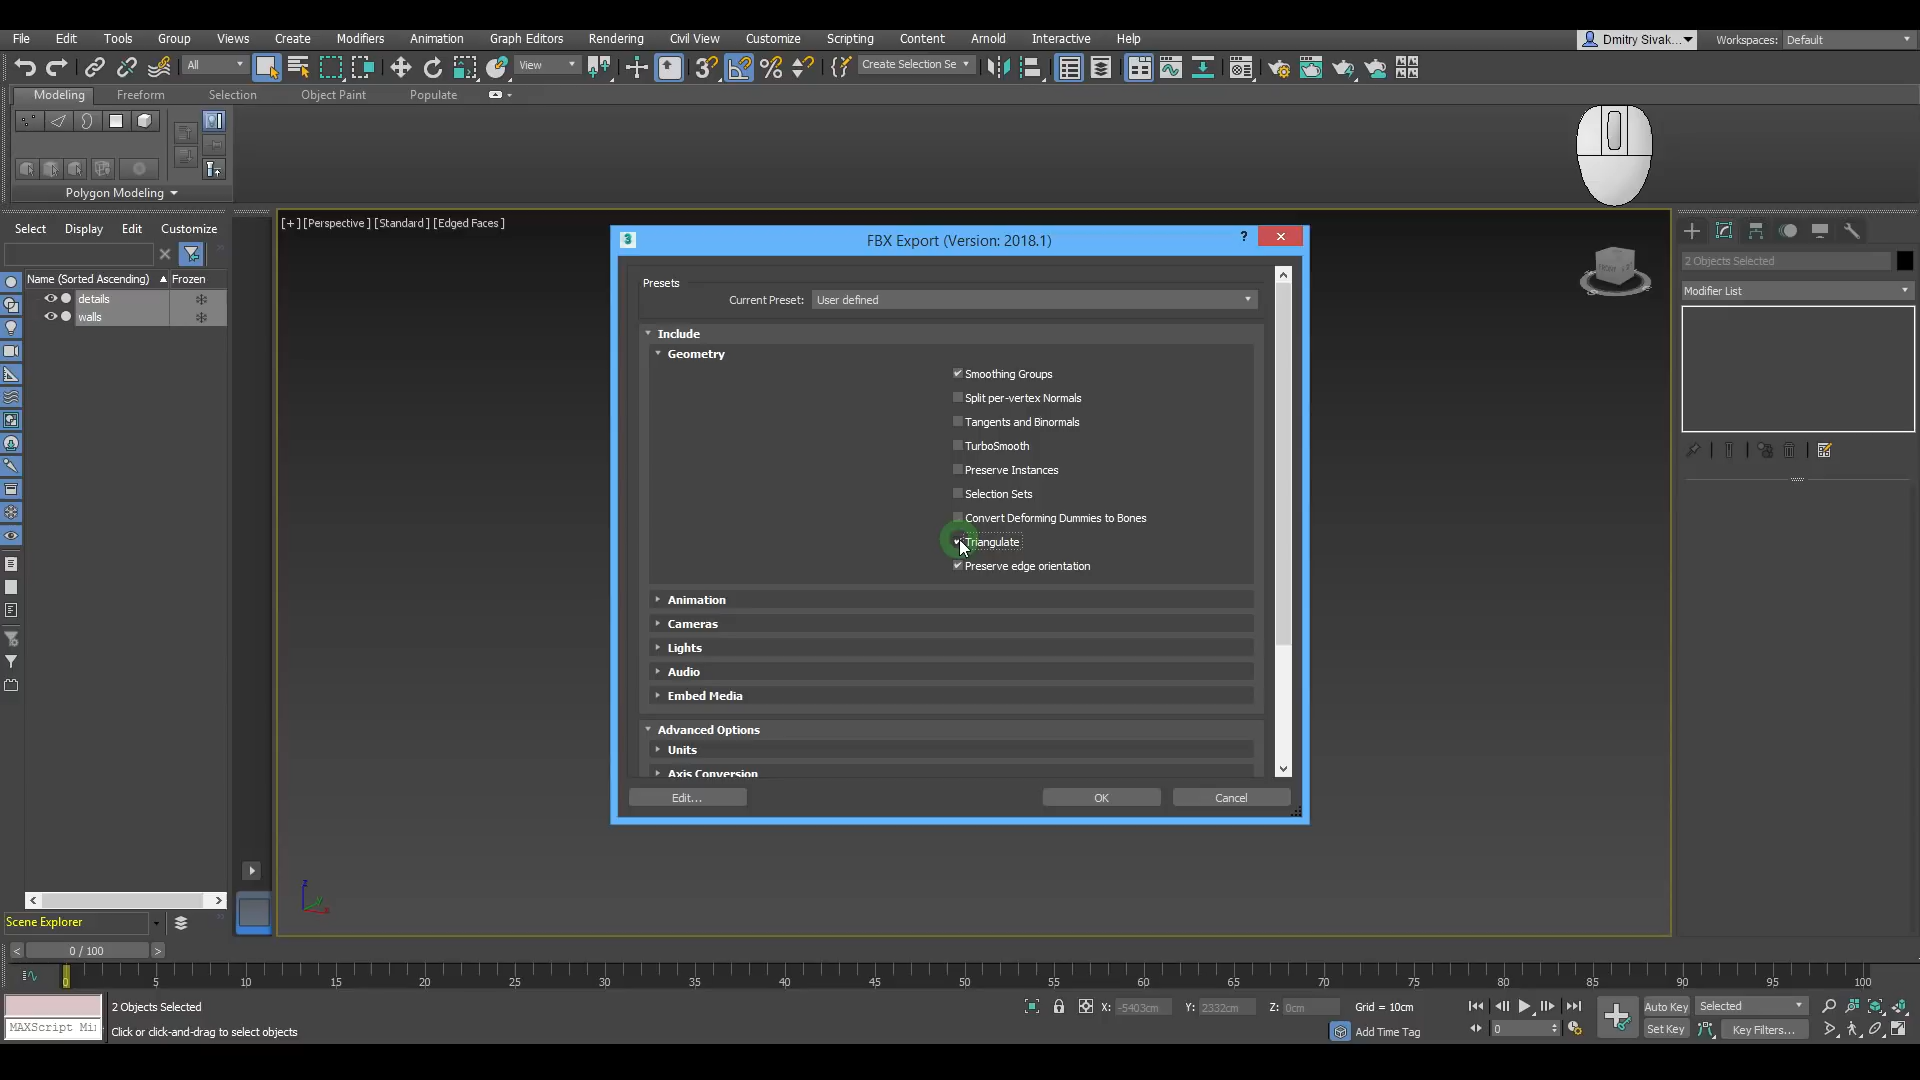 File Edit Tools Group Views Create Modifiers Animation Graph Editors Rendering Civil View Customize Scripting Content Arnold Interactive Help Dmitry Sivak... Workspaces: Default
All View Create Selection Se
Modeling Freeform Selection Object Paint Populate
Polygon Modeling
Select Display Edit Customize
[+] [Perspective ] [Standard ] [Edged Faces ]
FBX Export (Version: 2018.1) ?
Name (Sorted Ascending) Frozen
details
walls
2 Objects Selected
Modifier List
Presets
Current Preset: User defined
Include
Geometry
Smoothing Groups
Split per-vertex Normals
Tangents and Binormals
TurboSmooth
Preserve Instances
Selection Sets
Convert Deforming Dummies to Bones
Triangulate
Preserve edge orientation
Animation
Cameras
Lights
Audio
Embed Media
Advanced Options
Units
Axis Conversion
Edit... OK Cancel
Scene Explorer
0 / 100
0 5 10 15 20 25 30 35 40 45 50 55 60 65 70 75 80 85 90 95 100
2 Objects Selected X: -5403cm Y: 2332cm Z: 0cm Grid = 10cm Auto Key Selected
MAXScript Mi Click or click-and-drag to select objects Add Time Tag 0 Set Key Key Filters...